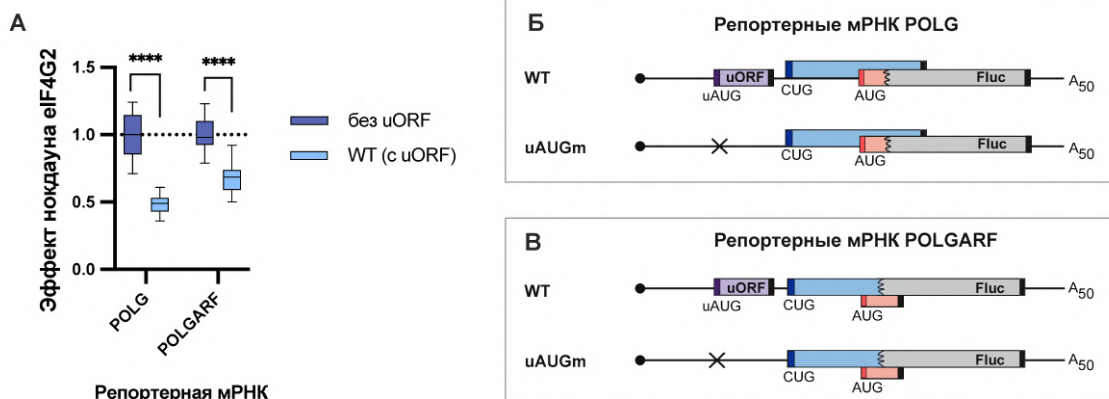 А
Эффект нокдауна eIF4G2
1.5
1.0
0.5
0.0
****
****
POLG
POLGARF
Репортерная мРНК
без uORF
WT (с uORF)
Б
Репортерные мРНК POLG
WT
uORF
uAUG
CUG
AUG
Fluc
A50
uAUGm
CUG
AUG
Fluc
A50
В
Репортерные мРНК POLGARF
WT
uORF
uAUG
CUG
AUG
Fluc
A50
uAUGm
CUG
AUG
Fluc
A50